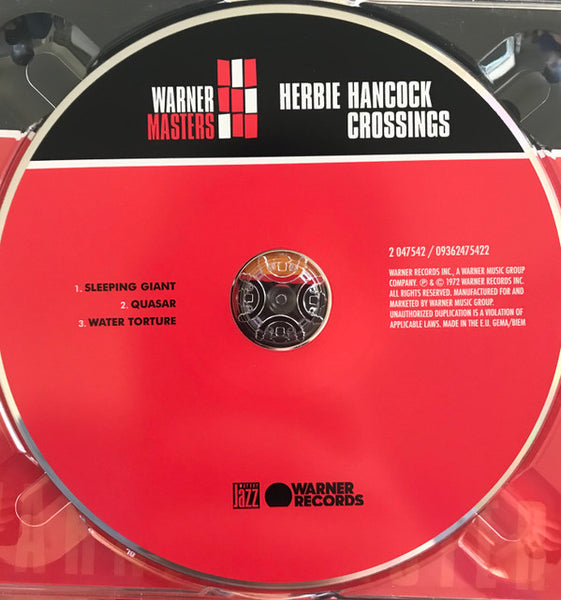 WARNER
MASTERS
HERBIE HANCOCK
CROSSINGS
2 047542 / 09362475422
1. SLEEPING GIANT
2. QUASAR
3. WATER TORTURE
WARNER RECORDS INC., A WARNER MUSIC GROUP
COMPANY. ℗ & © 1972 WARNER RECORDS INC.
ALL RIGHTS RESERVED. MANUFACTURED FOR AND
MARKETED BY WARNER MUSIC GROUP.
UNAUTHORIZED DUPLICATION IS A VIOLATION OF
APPLICABLE LAWS. MADE IN THE E.U. GEMA/BIEM
WARNER
Jazz
WARNER
RECORDS